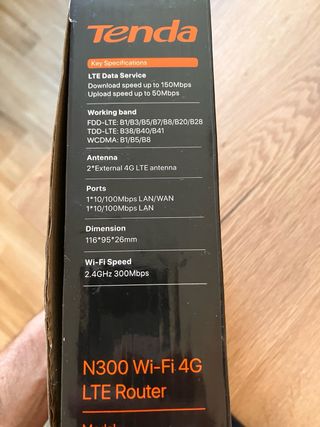 Tenda
Key Specifications
LTE Data Service
Download speed up to 150Mbps
Upload speed up to 50Mbps
Working band
FDD-LTE: B1/B3/B5/B7/B8/B20/B28
TDD-LTE: B38/B40/B41
WCDMA: B1/B5/B8
Antenna
2*External 4G LTE antenna
Ports
1*10/100Mbps LAN/WAN
1*10/100Mbps LAN
Dimension
116*95*26mm
Wi-Fi Speed
2.4GHz 300Mbps
N300 Wi-Fi 4G
LTE Router